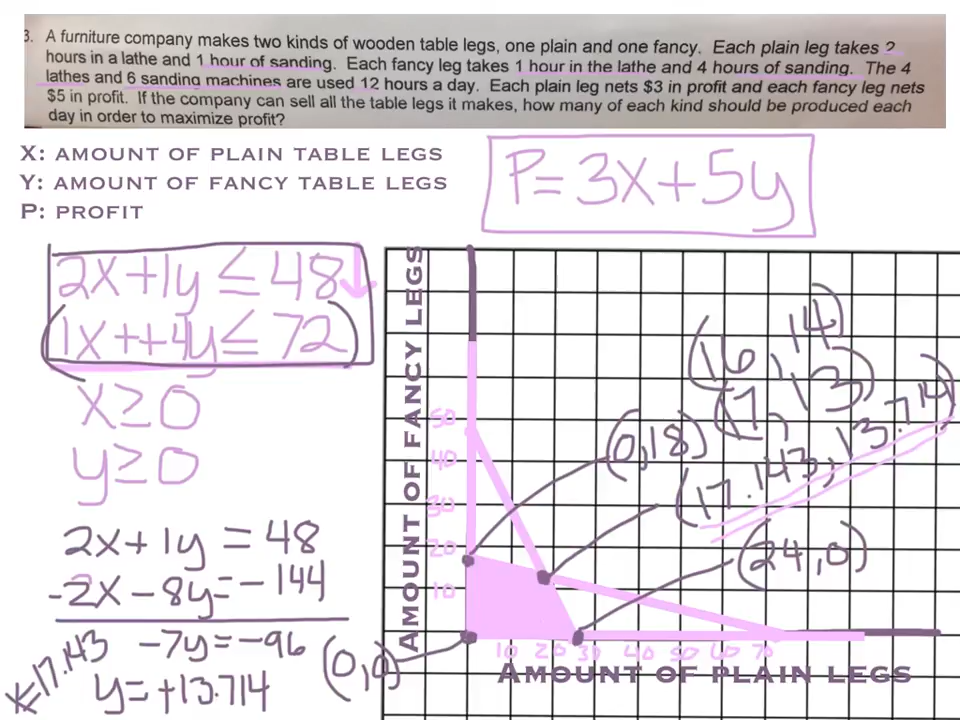 3. A furniture company makes two kinds of wooden table legs, one plain and one fancy. Each plain leg takes 2
hours in a lathe and 1 hour of sanding. Each fancy leg takes 1 hour in the lathe and 4 hours of sanding. The 4
lathes and 6 sanding machines are used 12 hours a day. Each plain leg nets $3 in profit and each fancy leg nets
$5 in profit. If the company can sell all the table legs it makes, how many of each kind should be produced each
day in order to maximize profit?
X: AMOUNT OF PLAIN TABLE LEGS
Y: AMOUNT OF FANCY TABLE LEGS
P: PROFIT
P=3X+5y
2x+1y ≤ 48↓
(1x++4y ≤ 72)
x≥0
y≥0
2x+1y = 48
-2x-8y=-144
-7y=-96
y=+13.714
x=17.143
AMOUNT OF FANCY LEGS
50
40
30
20
10
(16,14)
(17,13)
(0,18)
(17.143,13.714)
(24,0)
(0,0)
10 20 30 40 50 60 70
AMOUNT OF PLAIN LEGS